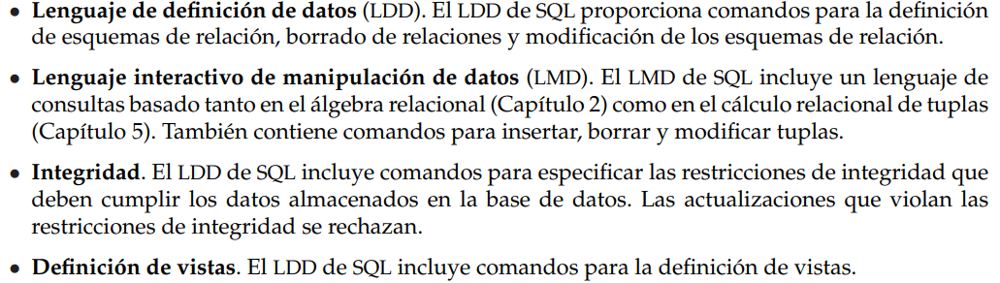 • Lenguaje de definición de datos (LDD). El LDD de SQL proporciona comandos para la definición
de esquemas de relación, borrado de relaciones y modificación de los esquemas de relación.
• Lenguaje interactivo de manipulación de datos (LMD). El LMD de SQL incluye un lenguaje de
consultas basado tanto en el álgebra relacional (Capítulo 2) como en el cálculo relacional de tuplas
(Capítulo 5). También contiene comandos para insertar, borrar y modificar tuplas.
• Integridad. El LDD de SQL incluye comandos para especificar las restricciones de integridad que
deben cumplir los datos almacenados en la base de datos. Las actualizaciones que violan las
restricciones de integridad se rechazan.
• Definición de vistas. El LDD de SQL incluye comandos para la definición de vistas.